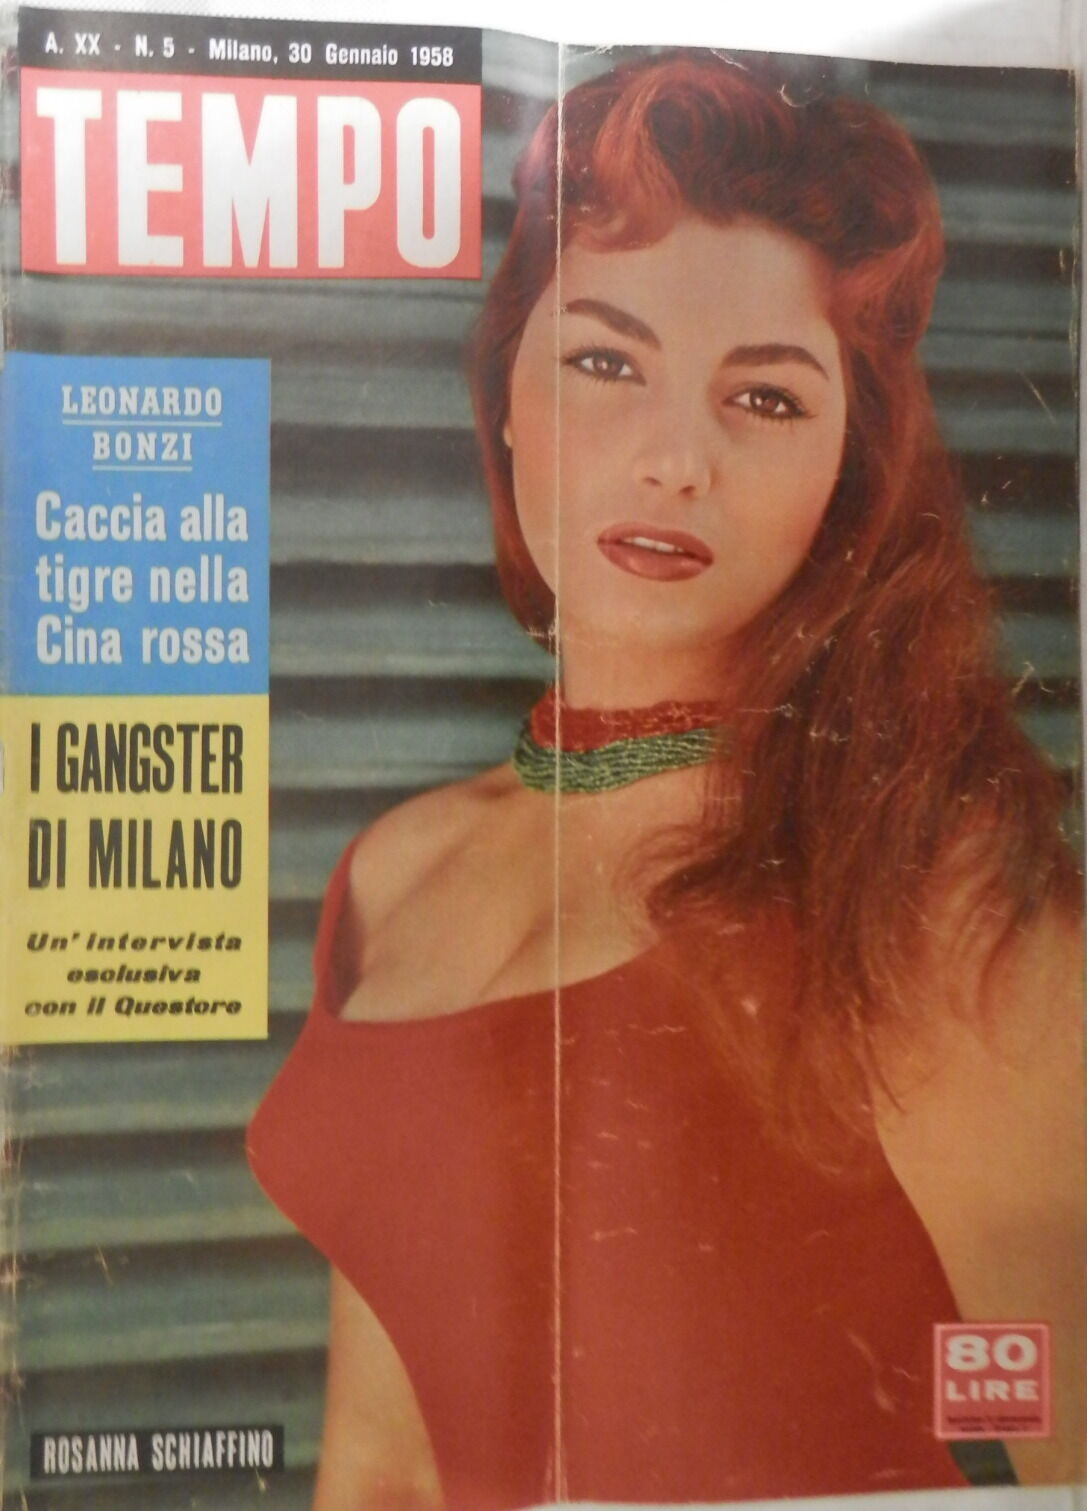 A. XX - N. 5 - Milano, 30 Gennaio 1958
TEMPO
LEONARDO
BONZI
Caccia alla
tigre nella
Cina rossa
I GANGSTER
DI MILANO
Un' intervista
esclusiva
con il Questore
80
LIRE
ROSANNA SCHIAFFINO